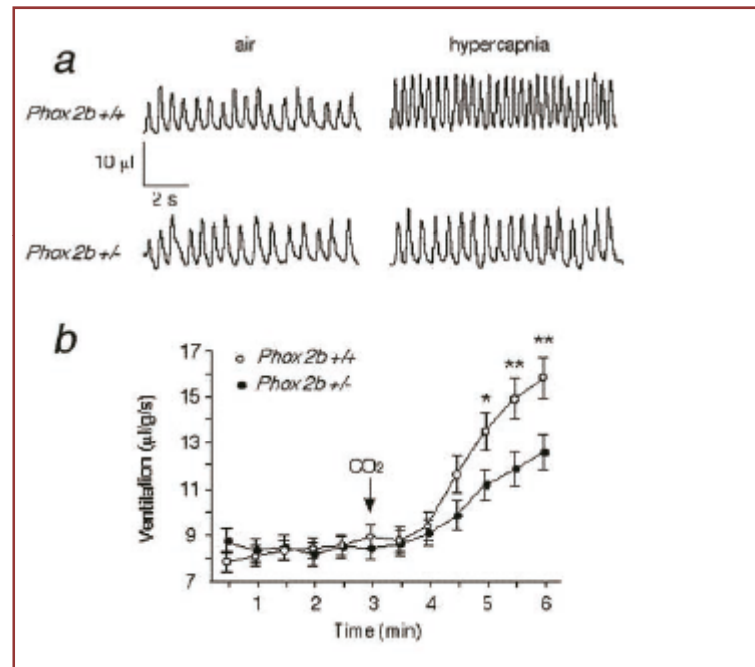 air hypercapnia
a
Phox2b+/+
10 µl
2 s
Phox2b+/-
b
17
15
13
11
9
7
Ventilation (µl/g/s)
Phox2b+/+
Phox2b+/-
CO₂
*
**
**
1 2 3 4 5 6
Time (min)